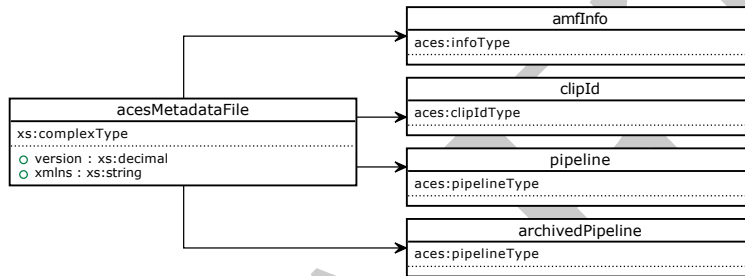 amfInfo
aces:infoType
clipId
aces:clipIdType
acesMetadataFile
xs:complexType
version : xs:decimal
xmlns : xs:string
pipeline
aces:pipelineType
archivedPipeline
aces:pipelineType